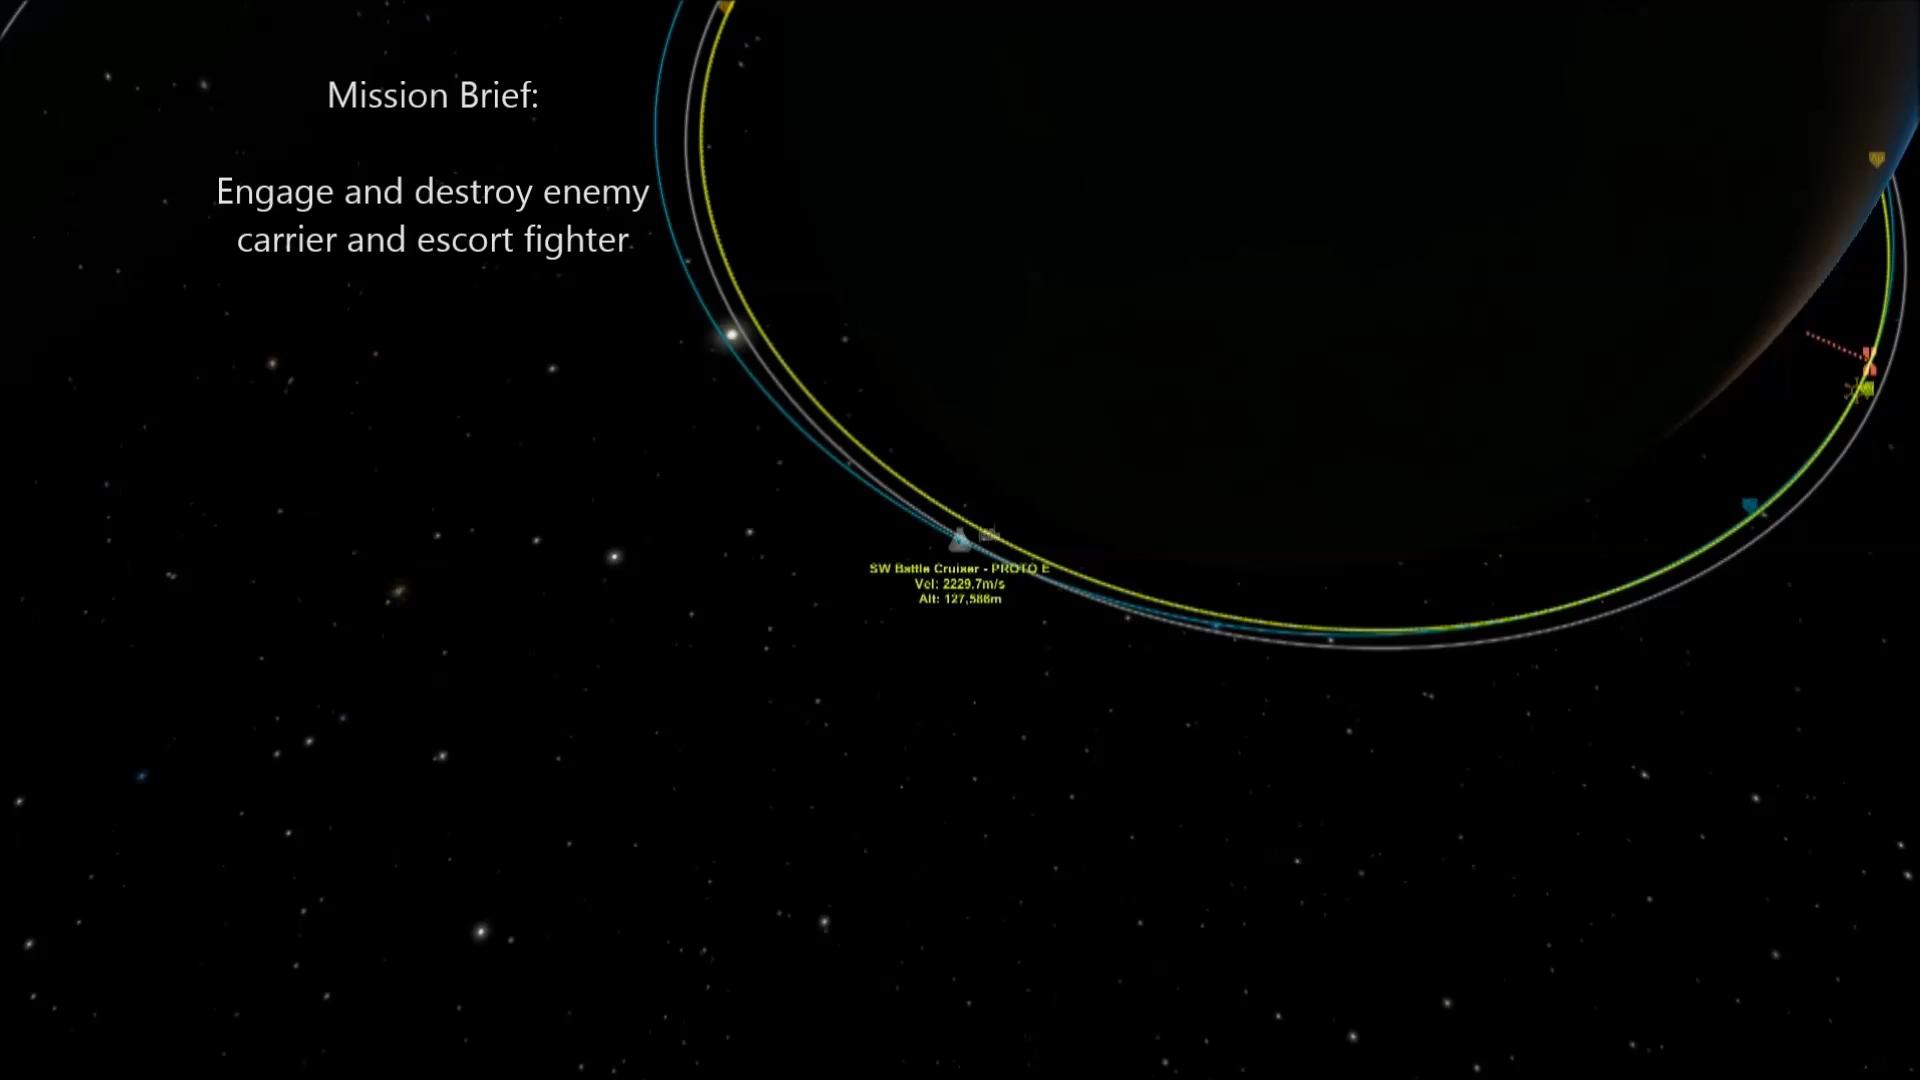 Mission Brief:
Engage and destroy enemy
carrier and escort fighter
SW Battle Cruiser - PROTO E
Vel: 2229.7m/s
Alt: 127,588m